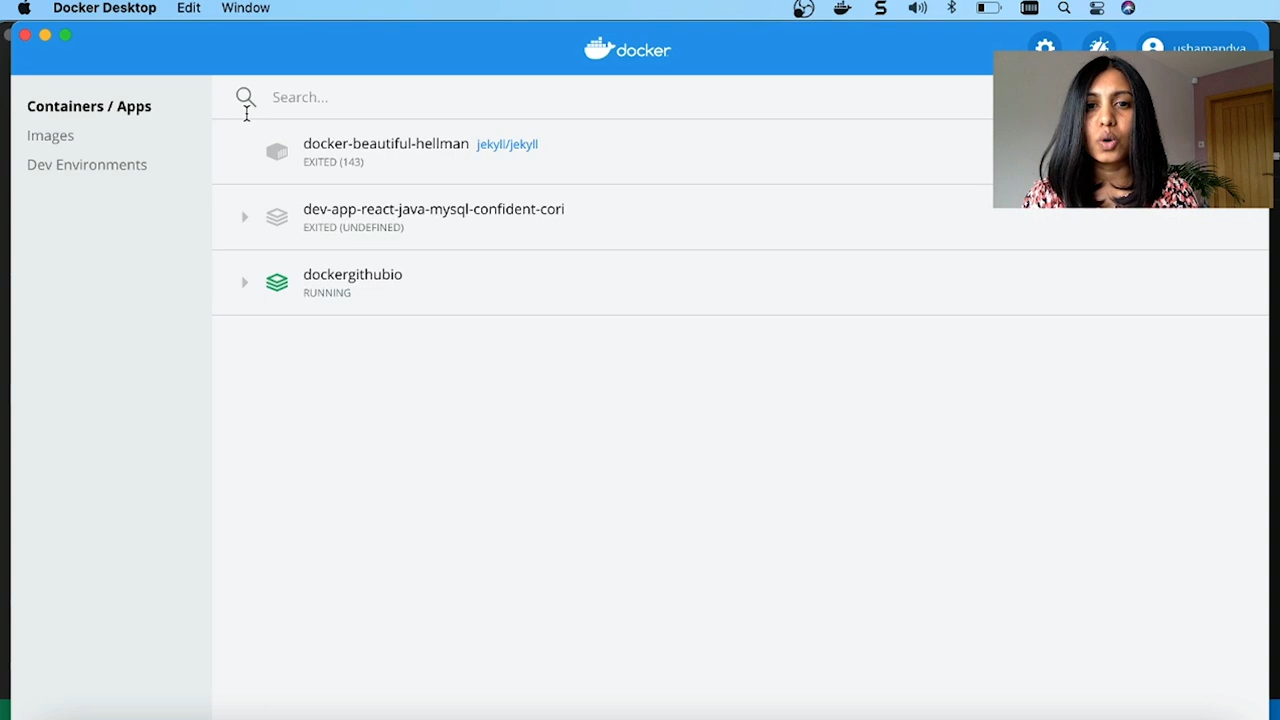 Docker Desktop Edit Window
docker
ushamandya
Containers / Apps
Images
Dev Environments
Search...
docker-beautiful-hellman jekyll/jekyll
EXITED (143)
dev-app-react-java-mysql-confident-cori
EXITED (UNDEFINED)
dockergithubio
RUNNING